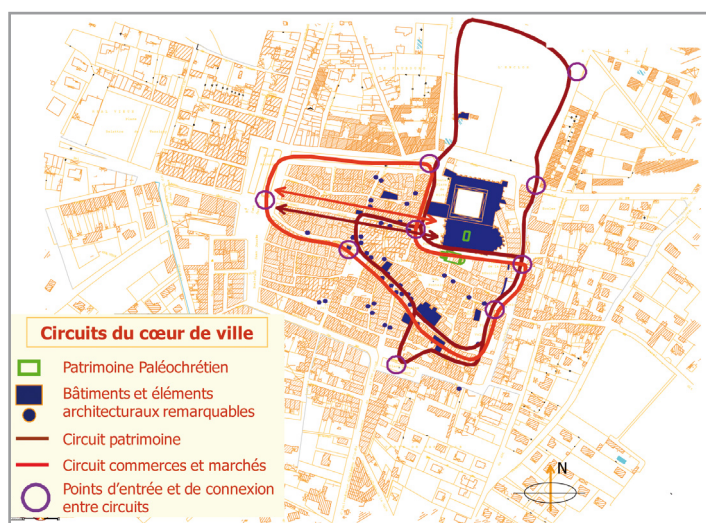 Circuits du cœur de ville
Patrimoine Paléochrétien
Bâtiments et éléments
architecturaux remarquables
Circuit patrimoine
Circuit commerces et marchés
Points d'entrée et de connexion
entre circuits
N